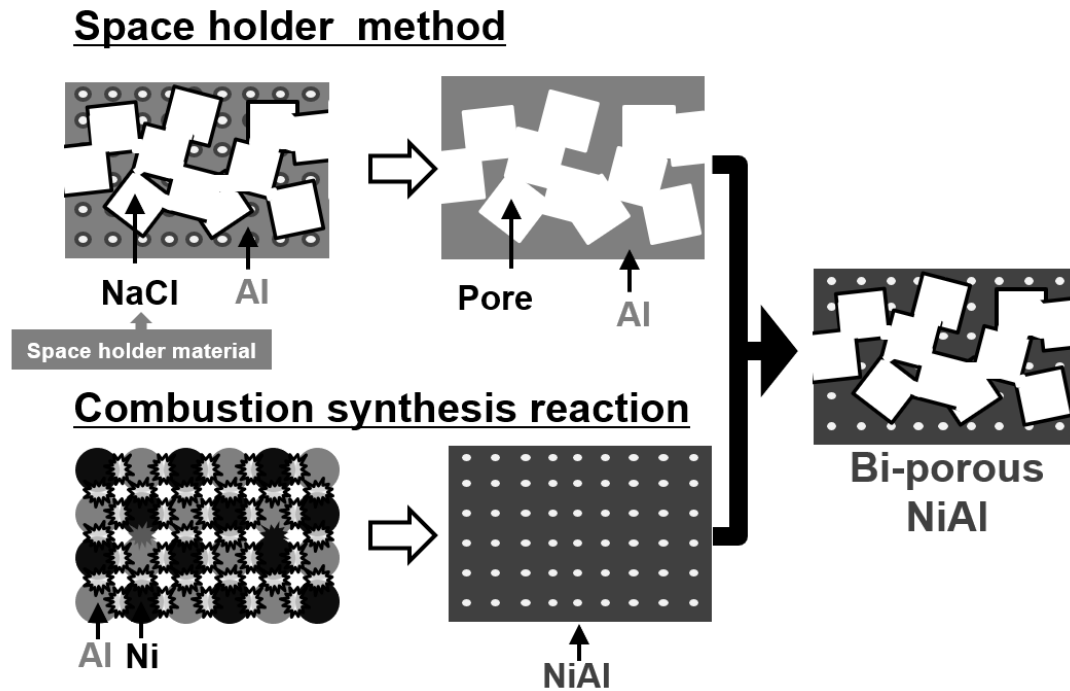 Space holder method
NaCl
Al
Space holder material
Pore
Al
Combustion synthesis reaction
Al
Ni
NiAl
Bi-porous
NiAl